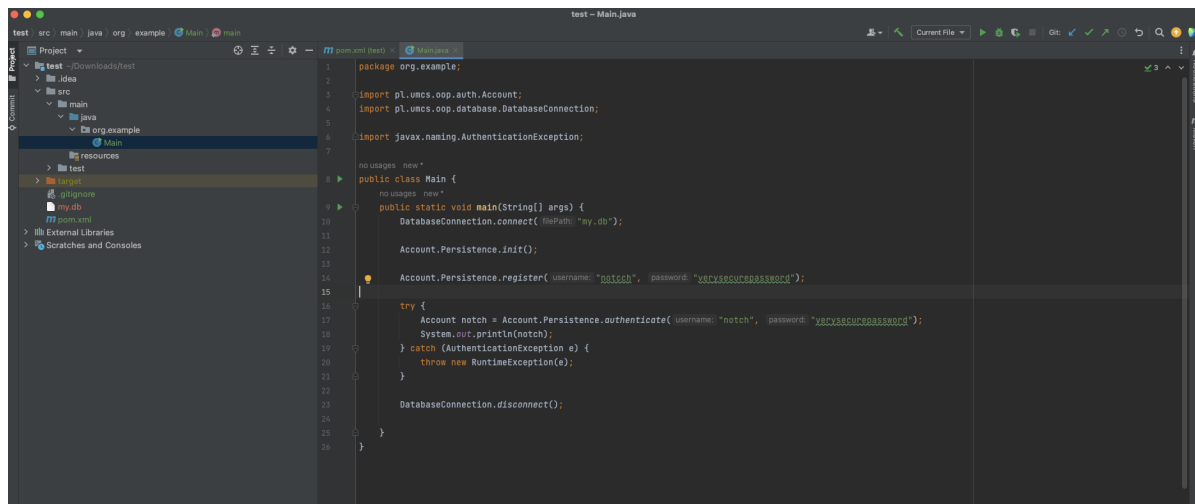 test – Main.java
test src main java org example Main main
Current File
Git:
Project
pom.xml (test)
Main.java
Project
Commit
test ~/Downloads/test
.idea
src
main
java
org.example
Main
resources
test
target
.gitignore
my.db
pom.xml
External Libraries
Scratches and Consoles
3
1 package org.example;
2
3 import pl.umcs.oop.auth.Account;
4 import pl.umcs.oop.database.DatabaseConnection;
5
6 import javax.naming.AuthenticationException;
7
no usages new *
8 public class Main {
no usages new *
9 public static void main(String[] args) {
10 DatabaseConnection.connect( filePath: "my.db");
11
12 Account.Persistence.init();
13
14 Account.Persistence.register( username: "notcch", password: "verysecurepassword");
15
16 try {
17 Account notch = Account.Persistence.authenticate( username: "notch", password: "verysecurepassword");
18 System.out.println(notch);
19 } catch (AuthenticationException e) {
20 throw new RuntimeException(e);
21 }
22
23 DatabaseConnection.disconnect();
24
25 }
26 }